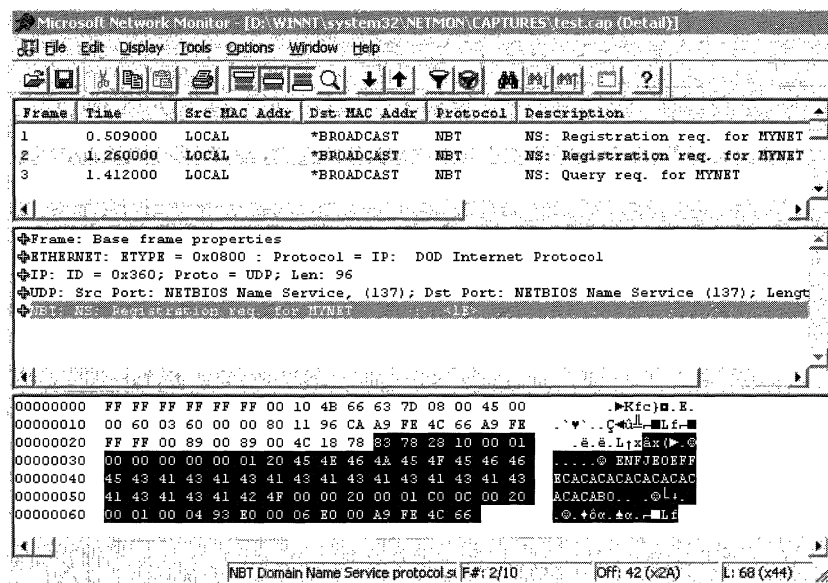 Microsoft Network Monitor - [D:\WINNT\system32\NETMON\CAPTURES\test.cap (Detail)]
File Edit Display Tools Options Window Help
Frame Time Src MAC Addr Dst MAC Addr Protocol Description
1 0.509000 LOCAL *BROADCAST NBT NS: Registration req. for MYNET
2 1.260000 LOCAL *BROADCAST NBT NS: Registration req. for MYNET
3 1.412000 LOCAL *BROADCAST NBT NS: Query req. for MYNET
Frame: Base frame properties
ETHERNET: ETYPE = 0x0800 : Protocol = IP: DOD Internet Protocol
IP: ID = 0x360; Proto = UDP; Len: 96
UDP: Src Port: NETBIOS Name Service, (137); Dst Port: NETBIOS Name Service (137); Lengt
NBT: NS: Registration req. for MYNET <1E>
00000000 FF FF FF FF FF FF 00 10 4B 66 63 7D 08 00 45 00 .►Kfc}◘.E.
00000010 00 60 03 60 00 00 80 11 96 CA A9 FE 4C 66 A9 FE .`♥`..Ç◄û╩⌐■Lf⌐■
00000020 FF FF 00 89 00 89 00 4C 18 78 83 78 28 10 00 01 .ë.ë.L↑xâx(►.☺
00000030 00 00 00 00 00 01 20 45 4E 46 4A 45 4F 45 46 46 .....☺ ENFJEOEFF
00000040 45 43 41 43 41 43 41 43 41 43 41 43 41 43 41 43 ECACACACACACACAC
00000050 41 43 41 43 41 42 4F 00 00 20 00 01 C0 0C 00 20 ACACABO.. .☺└♀.
00000060 00 01 00 04 93 E0 00 06 E0 00 A9 FE 4C 66 .☺.♦ôα.♠α.⌐■Lf
F#: 2/10 Off: 42 (x2A) L: 68 (x44)
NBT Domain Name Service protocol